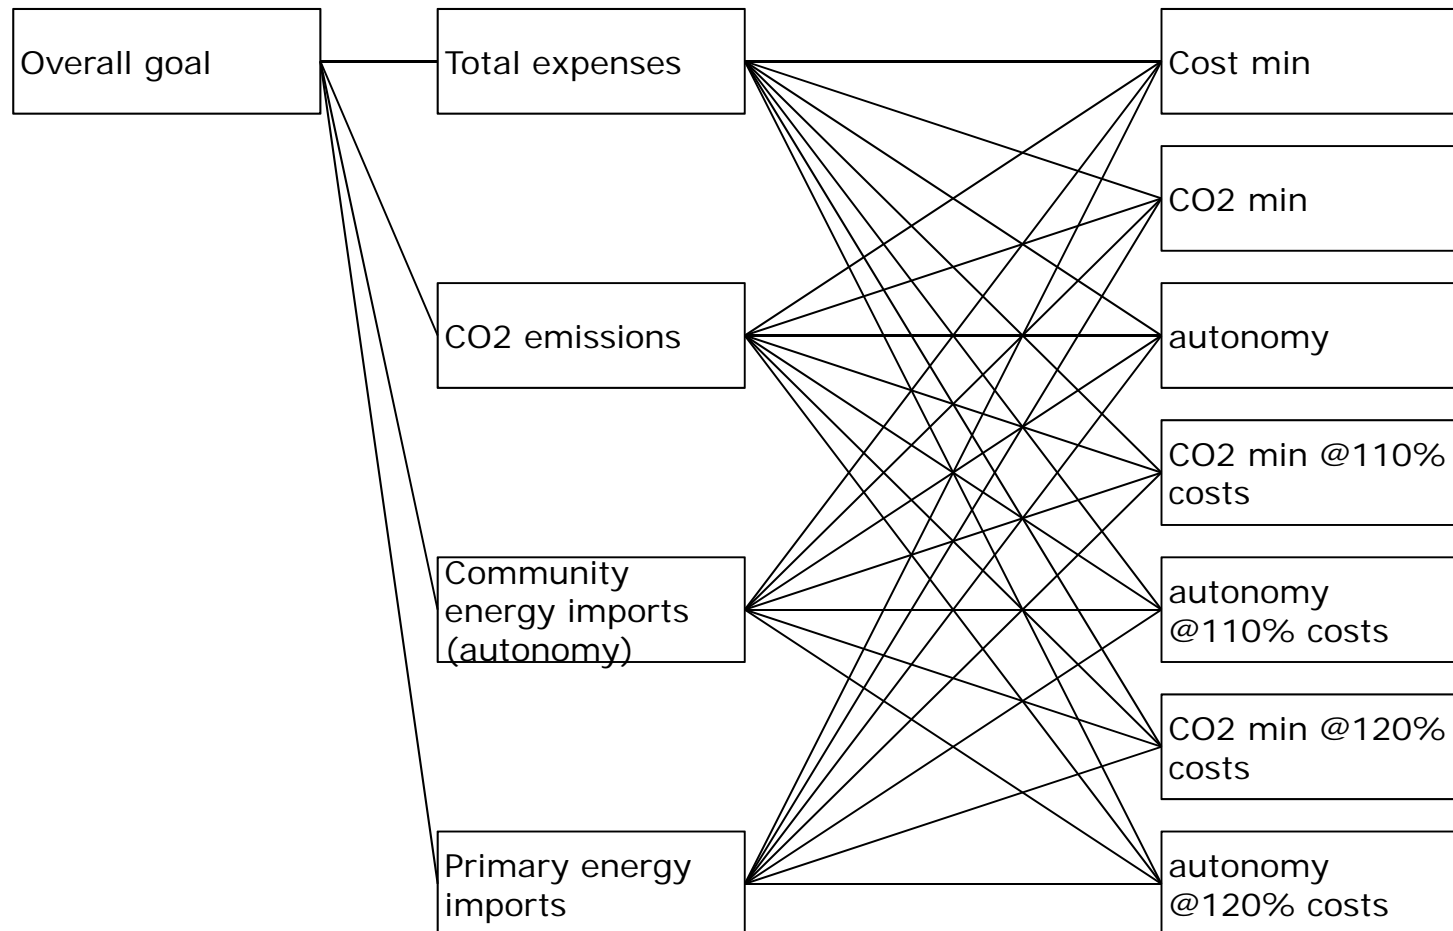 Overall goal
Total expenses
CO2 emissions
Community
energy imports
(autonomy)
Primary energy
imports
Cost min
CO2 min
autonomy
CO2 min @110%
costs
autonomy
@110% costs
CO2 min @120%
costs
autonomy
@120% costs